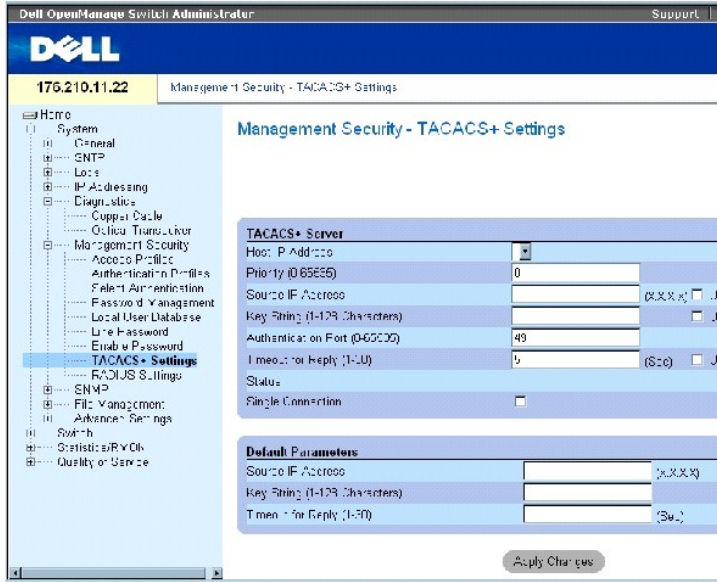 Dell OpenManage Switch Administrator
Support
DELL
176.210.11.22
Management Security - TACACS+ Settings
Home
System
General
SNTP
Logs
IP Addressing
Diagnostics
Copper Cable
Optical Transceiver
Management Security
Access Profiles
Authentication Profiles
Select Authentication
Password Management
Local User Database
Line Password
Enable Password
TACACS+ Settings
RADIUS Settings
SNMP
File Management
Advanced Settings
Switch
Statistics/RMON
Quality of Service
Management Security - TACACS+ Settings
TACACS+ Server
Host IP Address
Priority (0-65535) 0
Source IP Address (X.X.X.X)
Key String (1-128 Characters)
Authentication Port (0-65535) 49
Timeout for Reply (1-30) 5 (Sec)
Status
Single Connection
Default Parameters
Source IP Address (X.X.X.X)
Key String (1-128 Characters)
Timeout for Reply (1-30) (Sec)
Apply Changes